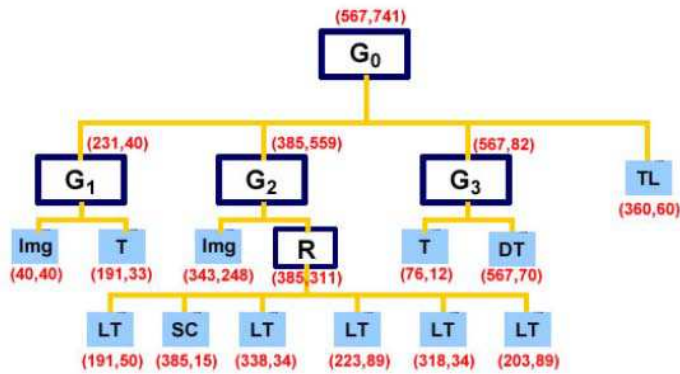 (567,741)
G0
(231,40) (385,559) (567,82)
G1 G2 G3 TL
(360,60)
Img T Img R T DT
(40,40) (191,33) (343,248) (385,311) (76,12) (567,70)
LT SC LT LT LT LT
(191,50) (385,15) (338,34) (223,89) (318,34) (203,89)